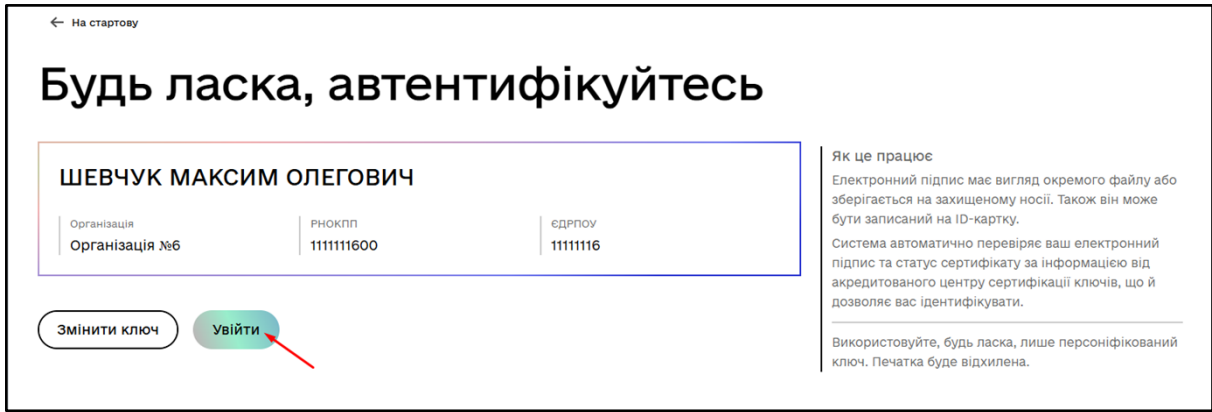 ← На стартову
Будь ласка, автентифікуйтесь
ШЕВЧУК МАКСИМ ОЛЕГОВИЧ
Організація
Організація №6
РНОКПП
1111111600
ЄДРПОУ
11111116
Змінити ключ
Увійти
Як це працює
Електронний підпис має вигляд окремого файлу або
зберігається на захищеному носії. Також він може
бути записаний на ID-картку.
Система автоматично перевіряє ваш електронний
підпис та статус сертифікату за інформацією від
акредитованого центру сертифікації ключів, що й
дозволяє вас ідентифікувати.
Використовуйте, будь ласка, лише персоніфікований
ключ. Печатка буде відхилена.